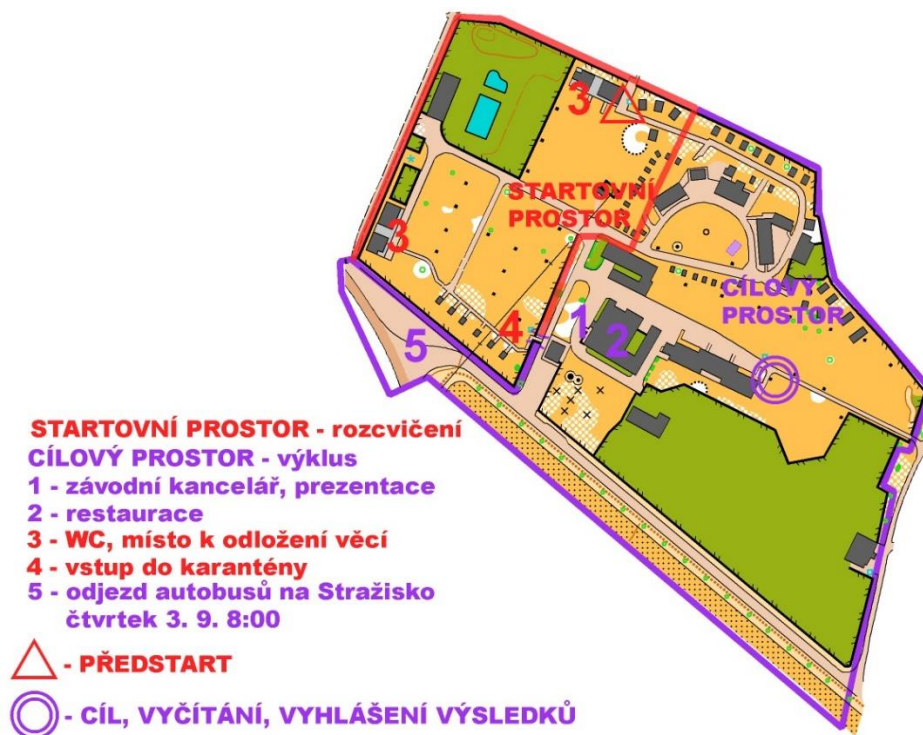 3
STARTOVNÍ
PROSTOR
3
CÍLOVÝ
PROSTOR
1
2
4
5
STARTOVNÍ PROSTOR - rozcvičení
CÍLOVÝ PROSTOR - výklus
1 - závodní kancelář, prezentace
2 - restaurace
3 - WC, místo k odložení věcí
4 - vstup do karantény
5 - odjezd autobusů na Stražisko
čtvrtek 3. 9. 8:00
- PŘEDSTART
- CÍL, VYČÍTÁNÍ, VYHLÁŠENÍ VÝSLEDKŮ